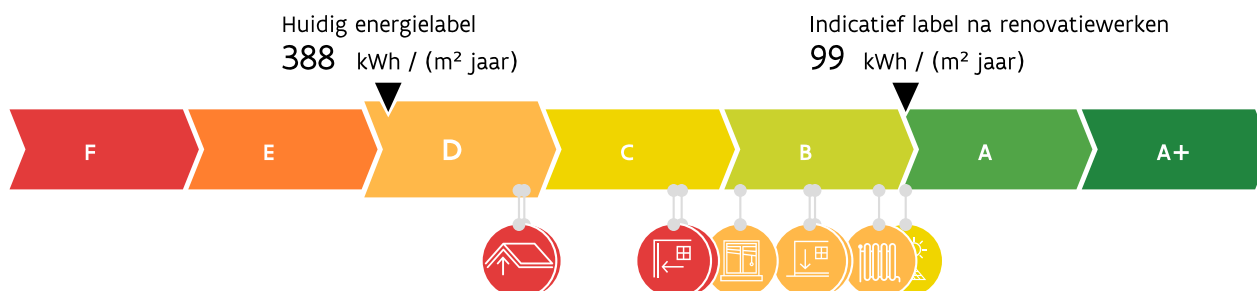 Huidig energielabel
388 kWh / (m² jaar)
Indicatief label na renovatiewerken
99 kWh / (m² jaar)
F E D C B A A+